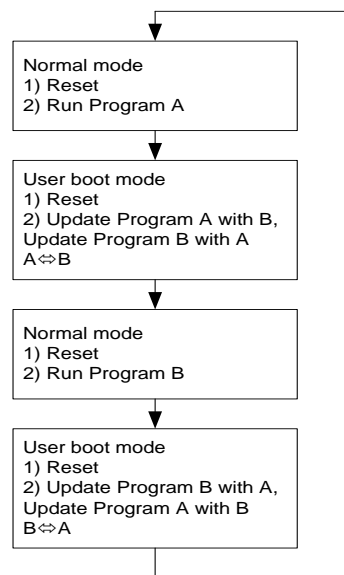 Normal mode
1) Reset
2) Run Program A
User boot mode
1) Reset
2) Update Program A with B,
Update Program B with A
A⇔B
Normal mode
1) Reset
2) Run Program B
User boot mode
1) Reset
2) Update Program B with A,
Update Program A with B
B⇔A